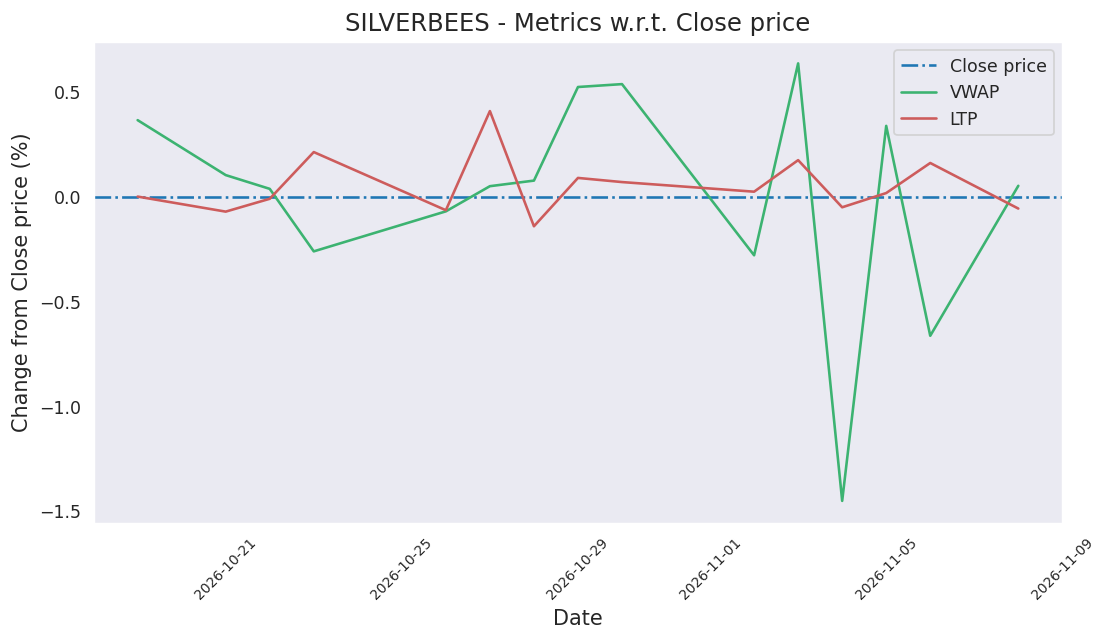 SILVERBEES - Metrics w.r.t. Close price
Change from Close price (%)
0.5
0.0
−0.5
−1.0
−1.5
Close price
VWAP
LTP
2026-10-21
2026-10-25
2026-10-29
2026-11-01
2026-11-05
2026-11-09
Date